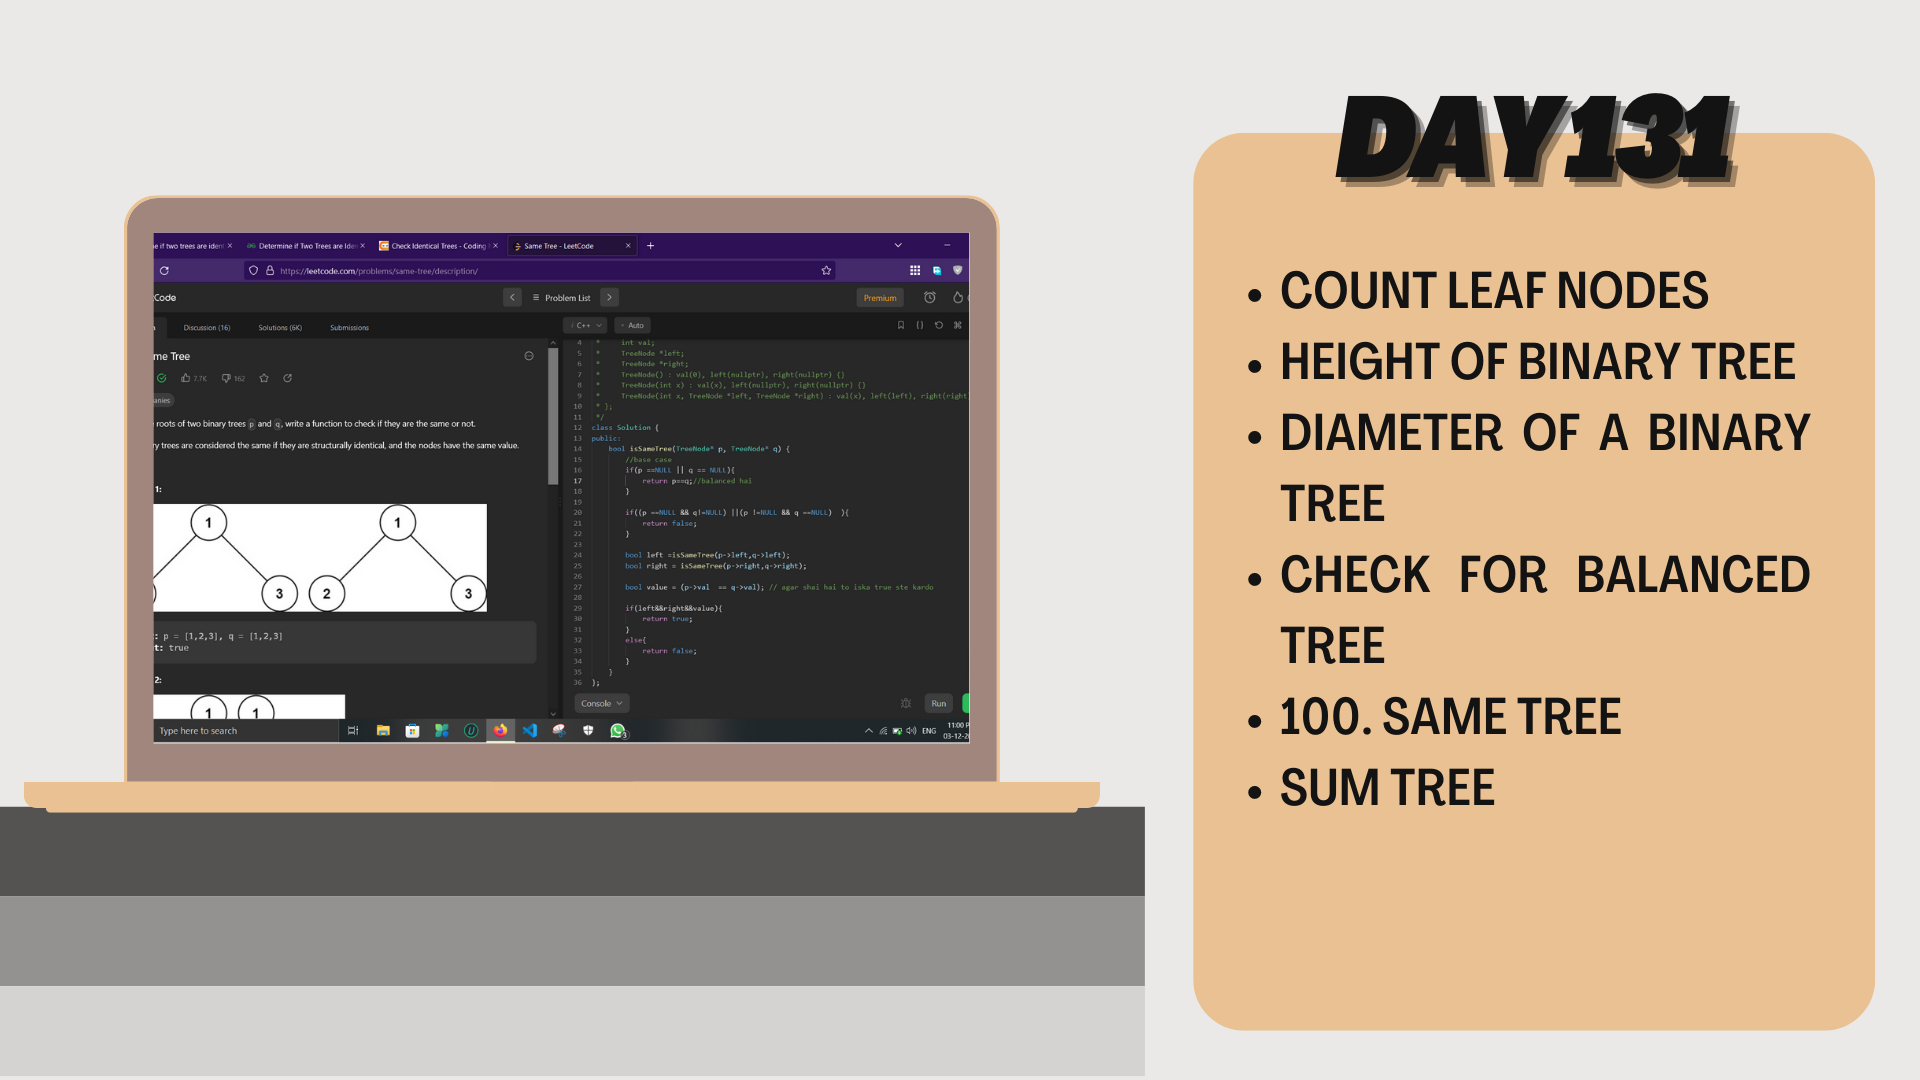 DAY 131
COUNT LEAF NODES
HEIGHT OF BINARY TREE
DIAMETER OF A BINARY
TREE
CHECK FOR BALANCED
TREE
100. SAME TREE
SUM TREE
e if two trees are ident
Determine if Two Trees are Iden
Check Identical Trees - Coding
Same Tree - LeetCode
https://leetcode.com/problems/same-tree/description/
Code
Problem List
Premium
Discussion (16)
Solutions (6K)
Submissions
C++
Auto
me Tree
7.7K
162
anies
roots of two binary trees p and q, write a function to check if they are the same or not.
ry trees are considered the same if they are structurally identical, and the nodes have the same value.
1:
1
1
3
2
3
: p = [1,2,3], q = [1,2,3]
t: true
2:
1
1
4 * int val;
5 * TreeNode *left;
6 * TreeNode *right;
7 * TreeNode() : val(0), left(nullptr), right(nullptr) {}
8 * TreeNode(int x) : val(x), left(nullptr), right(nullptr) {}
9 * TreeNode(int x, TreeNode *left, TreeNode *right) : val(x), left(left), right(right
10 * };
11 */
12 class Solution {
13 public:
14 bool isSameTree(TreeNode* p, TreeNode* q) {
15 //base case
16 if(p ==NULL || q == NULL){
17 return p==q;//balanced hai
18 }
19
20 if((p ==NULL && q!=NULL) ||(p !=NULL && q ==NULL) ){
21 return false;
22 }
23
24 bool left =isSameTree(p->left,q->left);
25 bool right = isSameTree(p->right,q->right);
26
27 bool value = (p->val == q->val); // agar shai hai to iska true ste kardo
28
29 if(left&&right&&value){
30 return true;
31 }
32 else{
33 return false;
34 }
35 }
36 };
Console
Run
Type here to search
3
ENG
11:00 P
03-12-2